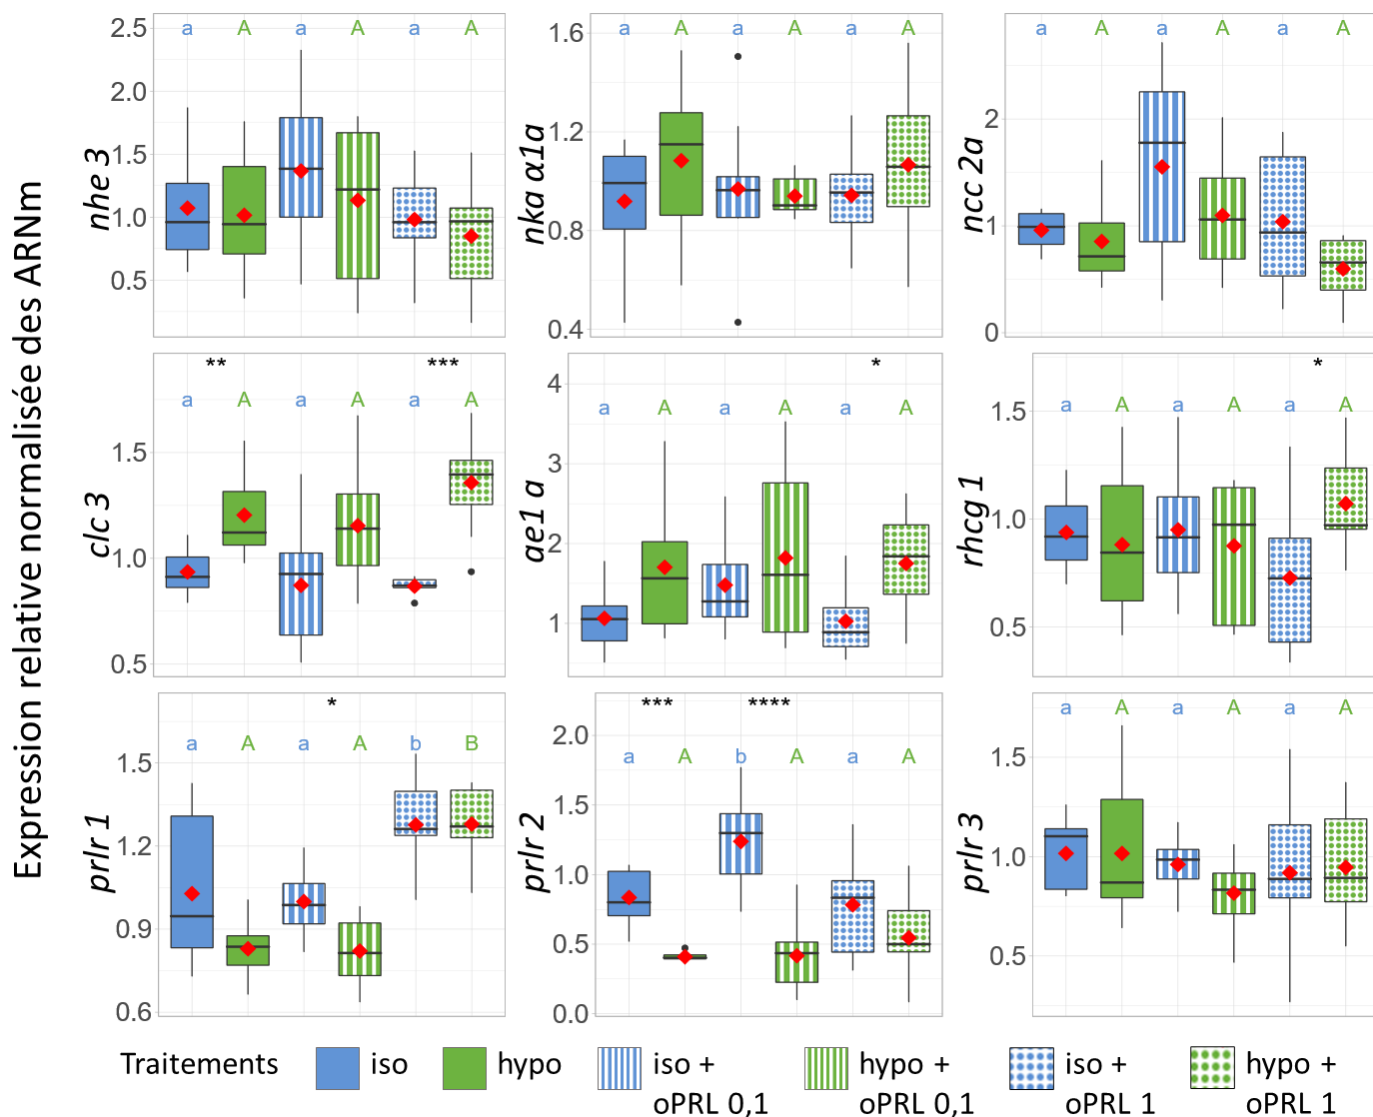 Expression relative normalisée des ARNm
nhe 3
2.5
2.0
1.5
1.0
0.5
a A a A a A
nka α1a
1.6
1.2
0.8
0.4
a A a A a A
ncc 2a
2
1
0
a A a A a A
clc 3
1.5
1.0
0.5
** ***
a A a A a A
ae1 a
4
3
2
1
*
a A a A a A
rhcg 1
1.5
1.0
0.5
*
a A a A a A
prlr 1
1.5
1.2
0.9
0.6
*
a A a A b B
prlr 2
2.0
1.5
1.0
0.5
0.0
*** ****
a A b A a A
prlr 3
1.5
1.0
0.5
a A a A a A
Traitements
iso
hypo
iso +
oPRL 0,1
hypo +
oPRL 0,1
iso +
oPRL 1
hypo +
oPRL 1